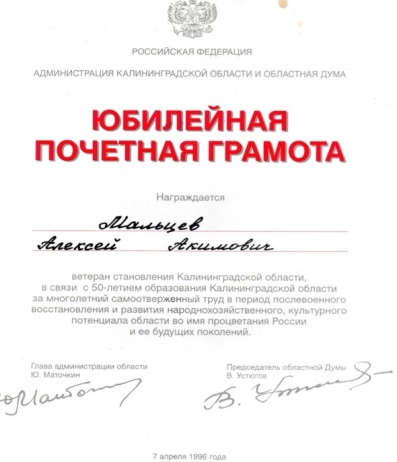 РОССИЙСКАЯ ФЕДЕРАЦИЯ
АДМИНИСТРАЦИЯ КАЛИНИНГРАДСКОЙ ОБЛАСТИ И ОБЛАСТНАЯ ДУМА
ЮБИЛЕЙНАЯ
ПОЧЕТНАЯ ГРАМОТА
Награждается
Мальцев
Алексей Акимович
ветеран становления Калининградской области,
в связи с 50-летием образования Калининградской области
за многолетний самоотверженный труд в период послевоенного
восстановления и развития народнохозяйственного, культурного
потенциала области во имя процветания России
и ее будущих поколений.
Глава администрации области
Ю. Маточкин
Председатель областной Думы
В. Устюгов
7 апреля 1996 года